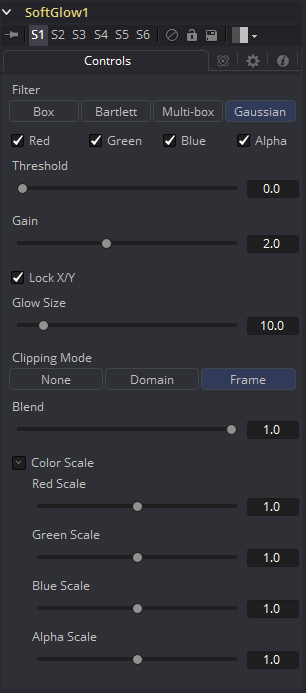 SoftGlow1
S1 S2 S3 S4 S5 S6
Controls
Filter
Box Bartlett Multi-box Gaussian
Red Green Blue Alpha
Threshold
0.0
Gain
2.0
Lock X/Y
Glow Size
10.0
Clipping Mode
None Domain Frame
Blend
1.0
Color Scale
Red Scale
1.0
Green Scale
1.0
Blue Scale
1.0
Alpha Scale
1.0